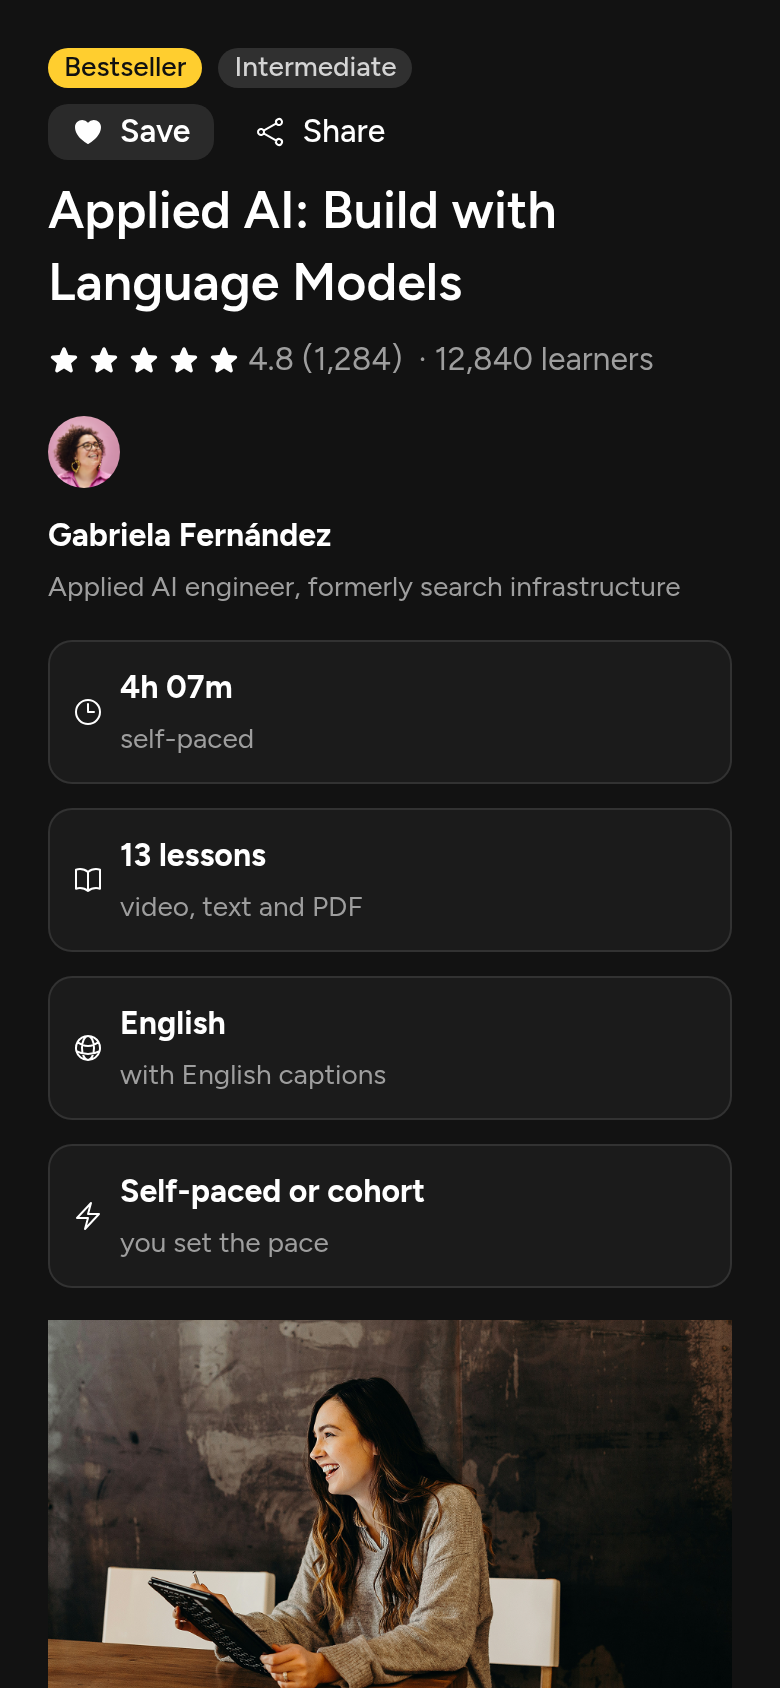 Bestseller
Intermediate
Save
Share
Applied AI: Build with
Language Models
4.8 (1,284) · 12,840 learners
Gabriela Fernández
Applied AI engineer, formerly search infrastructure
4h 07m
self-paced
13 lessons
video, text and PDF
English
with English captions
Self-paced or cohort
you set the pace